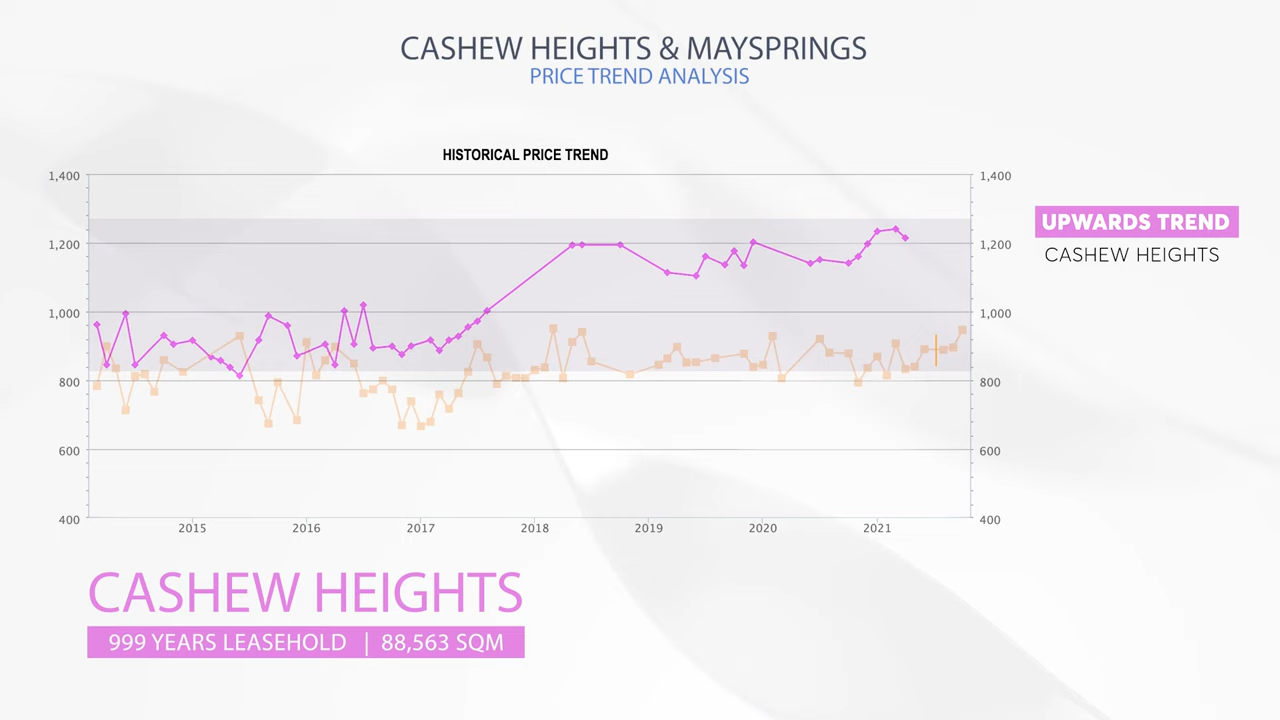 CASHEW HEIGHTS & MAYSPRINGS
PRICE TREND ANALYSIS
HISTORICAL PRICE TREND
1,400
1,200
1,000
800
600
400
1,400
1,200
1,000
800
600
400
2015 2016 2017 2018 2019 2020 2021
UPWARDS TREND
CASHEW HEIGHTS
CASHEW HEIGHTS
999 YEARS LEASEHOLD | 88,563 SQM